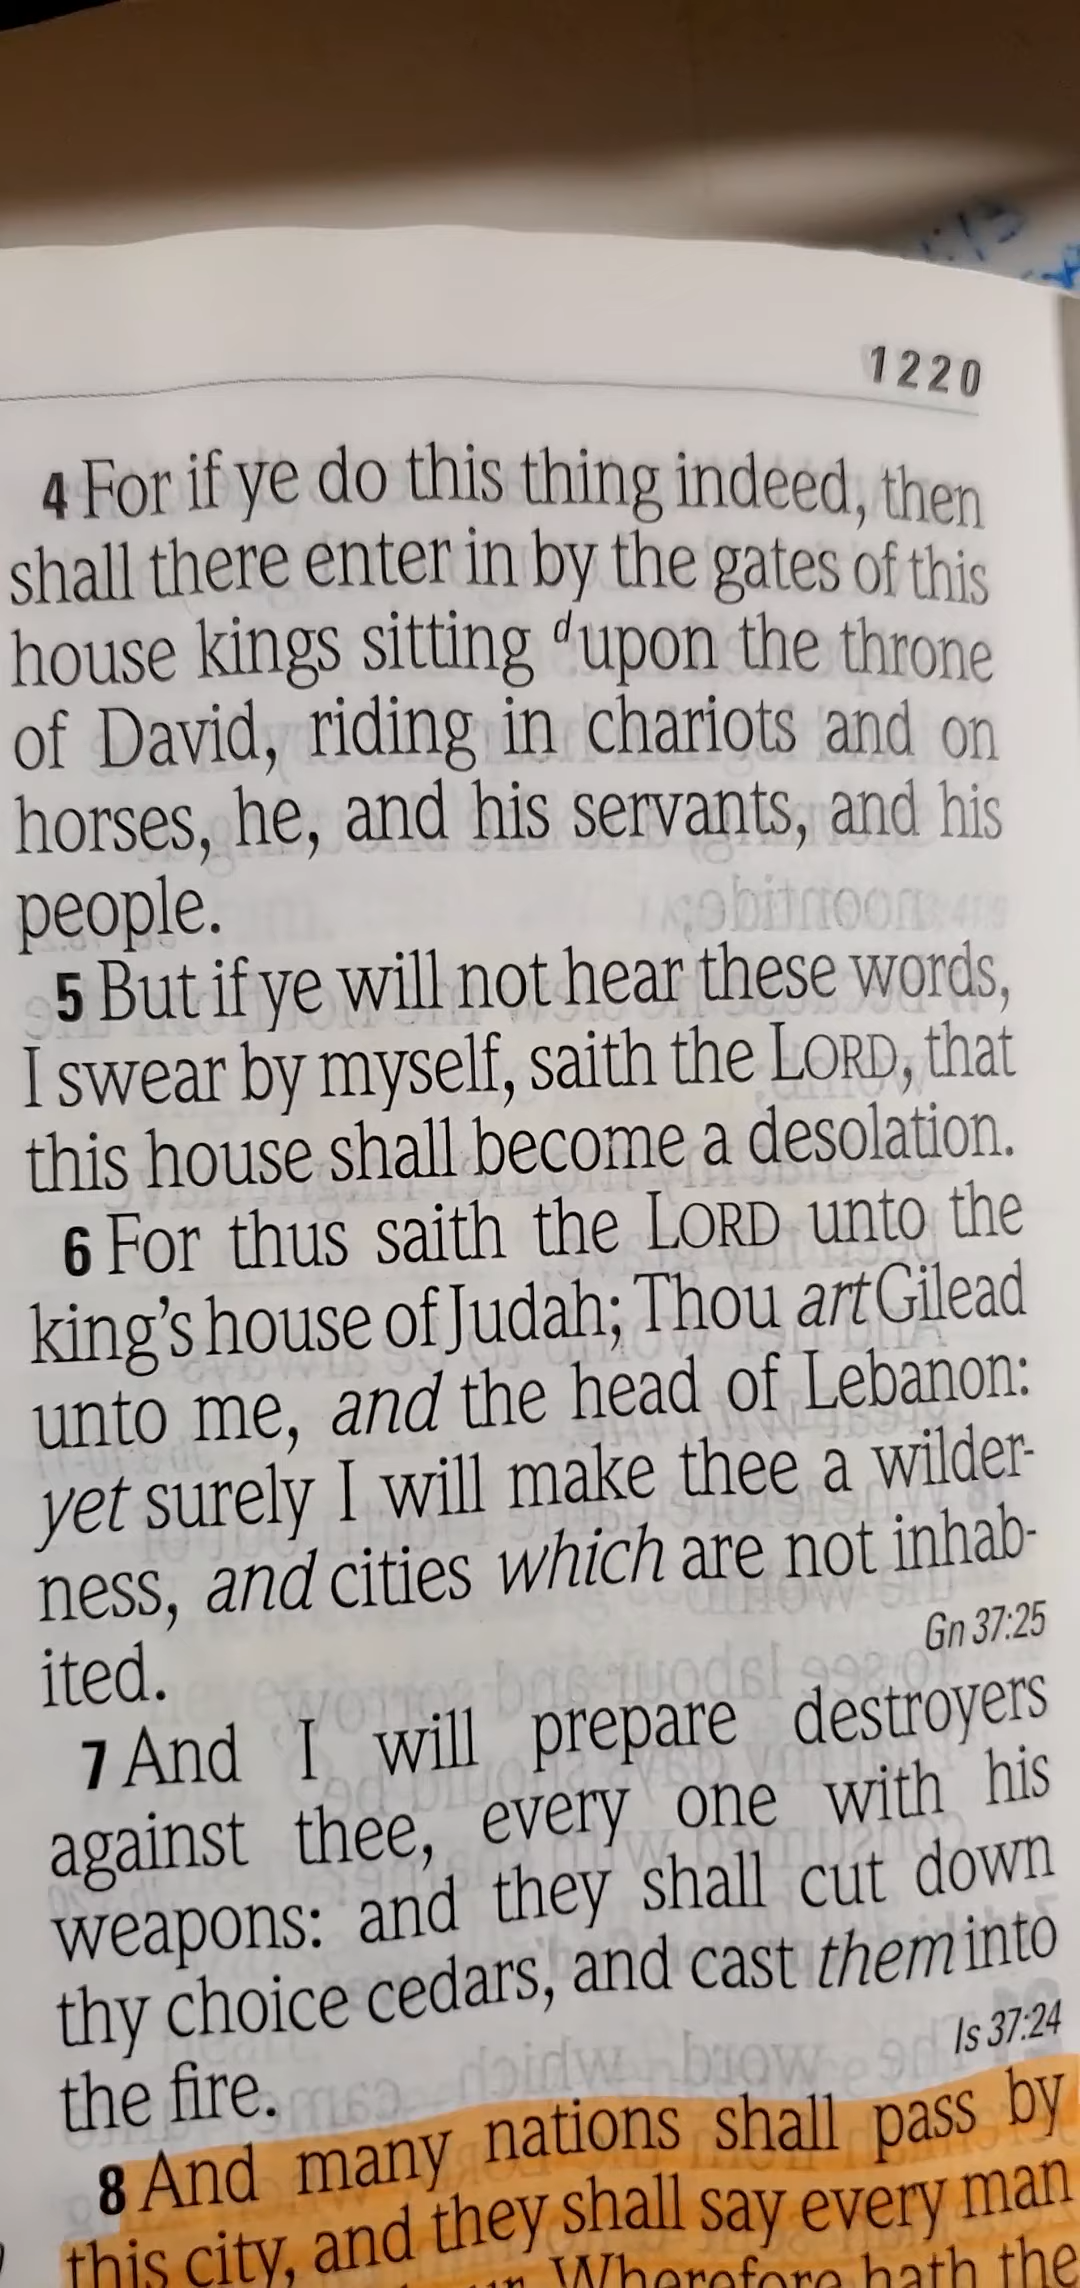 1220
4 For if ye do this thing indeed, then
shall there enter in by the gates of this
house kings sitting d upon the throne
of David, riding in chariots and on
horses, he, and his servants, and his
people.
5 But if ye will not hear these words,
I swear by myself, saith the LORD, that
this house shall become a desolation.
6 For thus saith the LORD unto the
king's house of Judah; Thou art Gilead
unto me, and the head of Lebanon:
yet surely I will make thee a wilder-
ness, and cities which are not inhab-
ited. Gn 37:25
7 And I will prepare destroyers
against thee, every one with his
weapons: and they shall cut down
thy choice cedars, and cast them into
the fire. Is 37:24
8 And many nations shall pass by
this city, and they shall say every man
Wherefore hath the